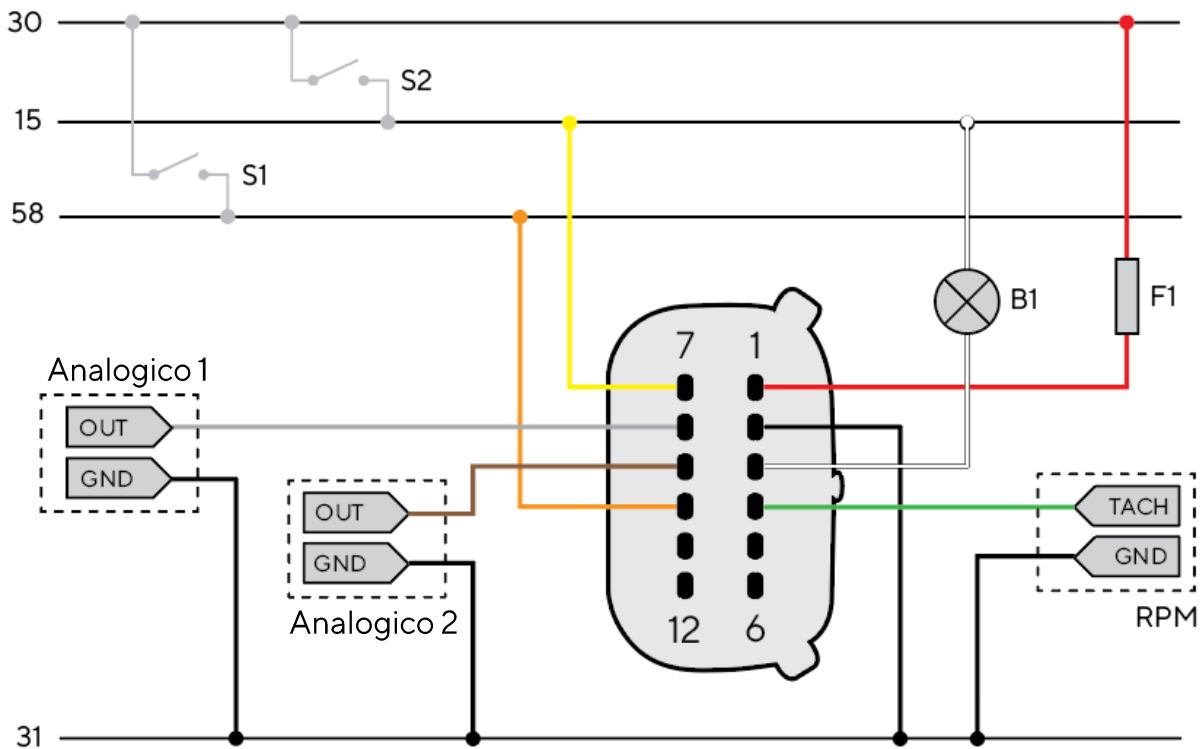 30
S2
15
S1
58
B1
F1
7 1
Analogico 1
OUT
GND
OUT
GND
Analogico 2
TACH
GND
RPM
12 6
31